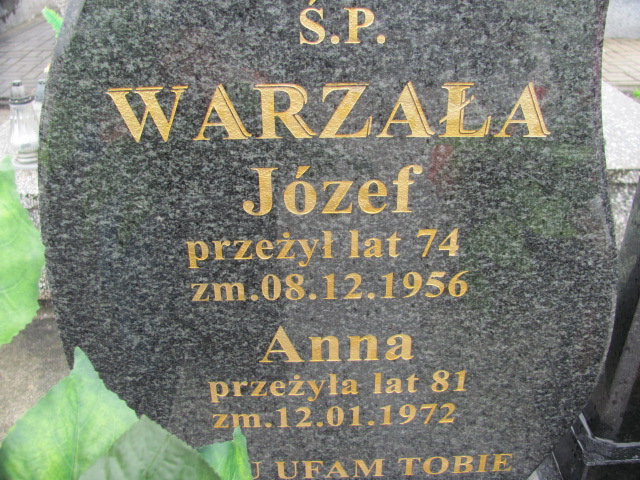 Ś.P.
WARZAŁA
Józef
przeżył lat 74
zm.08.12.1956
Anna
przeżyła lat 81
zm.12.01.1972
UFAM TOBIE